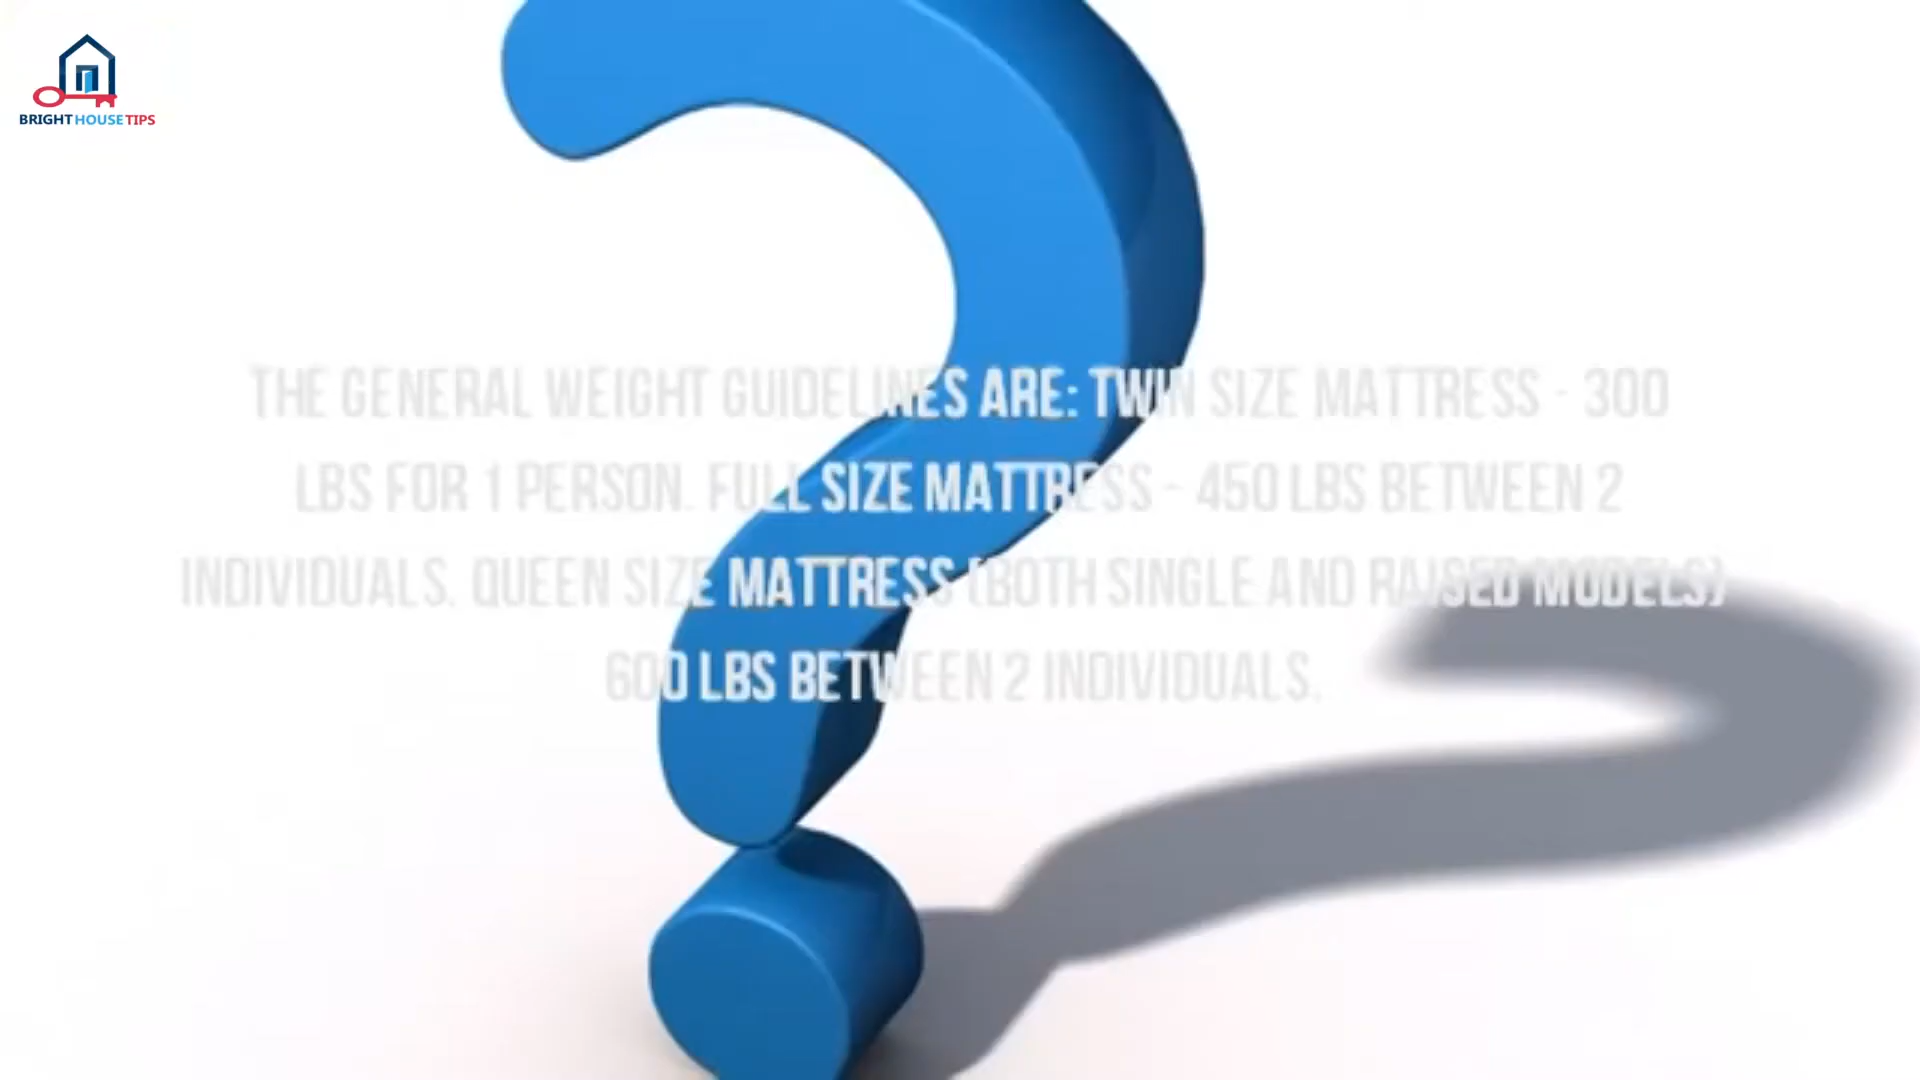 BRIGHT HOUSE TIPS
THE GENERAL WEIGHT GUIDELINES ARE: TWIN SIZE MATTRESS - 300
LBS FOR 1 PERSON. FULL SIZE MATTRESS - 450 LBS BETWEEN 2
INDIVIDUALS. QUEEN SIZE MATTRESS (BOTH SINGLE AND RAISED MODELS)
600 LBS BETWEEN 2 INDIVIDUALS.